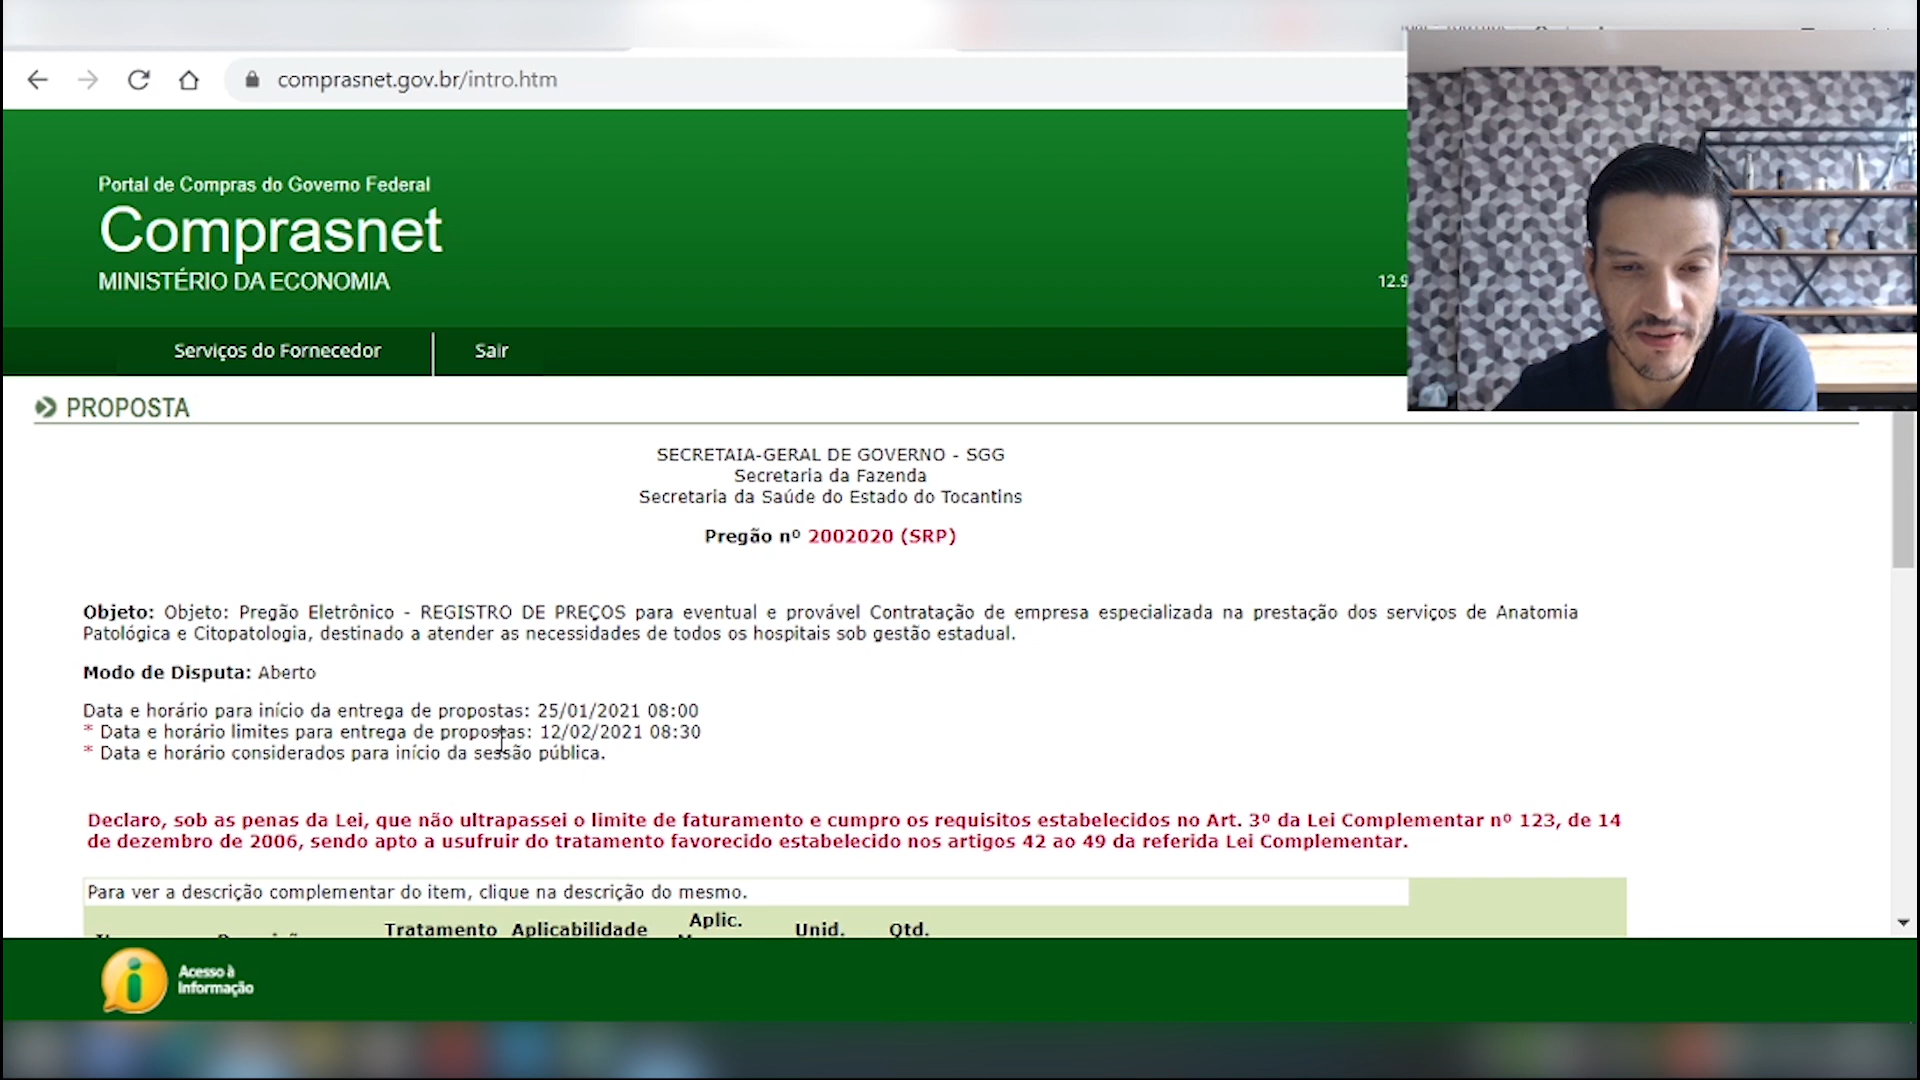 comprasnet.gov.br/intro.htm
Portal de Compras do Governo Federal
Comprasnet
MINISTÉRIO DA ECONOMIA
12.9
Serviços do Fornecedor
Sair
PROPOSTA
SECRETAIA-GERAL DE GOVERNO - SGG
Secretaria da Fazenda
Secretaria da Saúde do Estado do Tocantins
Pregão nº 2002020 (SRP)
Objeto: Objeto: Pregão Eletrônico - REGISTRO DE PREÇOS para eventual e provável Contratação de empresa especializada na prestação dos serviços de Anatomia
Patológica e Citopatologia, destinado a atender as necessidades de todos os hospitais sob gestão estadual.
Modo de Disputa: Aberto
Data e horário para início da entrega de propostas: 25/01/2021 08:00
* Data e horário limites para entrega de propostas: 12/02/2021 08:30
* Data e horário considerados para início da sessão pública.
Declaro, sob as penas da Lei, que não ultrapassei o limite de faturamento e cumpro os requisitos estabelecidos no Art. 3º da Lei Complementar nº 123, de 14
de dezembro de 2006, sendo apto a usufruir do tratamento favorecido estabelecido nos artigos 42 ao 49 da referida Lei Complementar.
Para ver a descrição complementar do item, clique na descrição do mesmo.
Tratamento Aplicabilidade Aplic. Unid. Qtd.
Acesso à
Informação